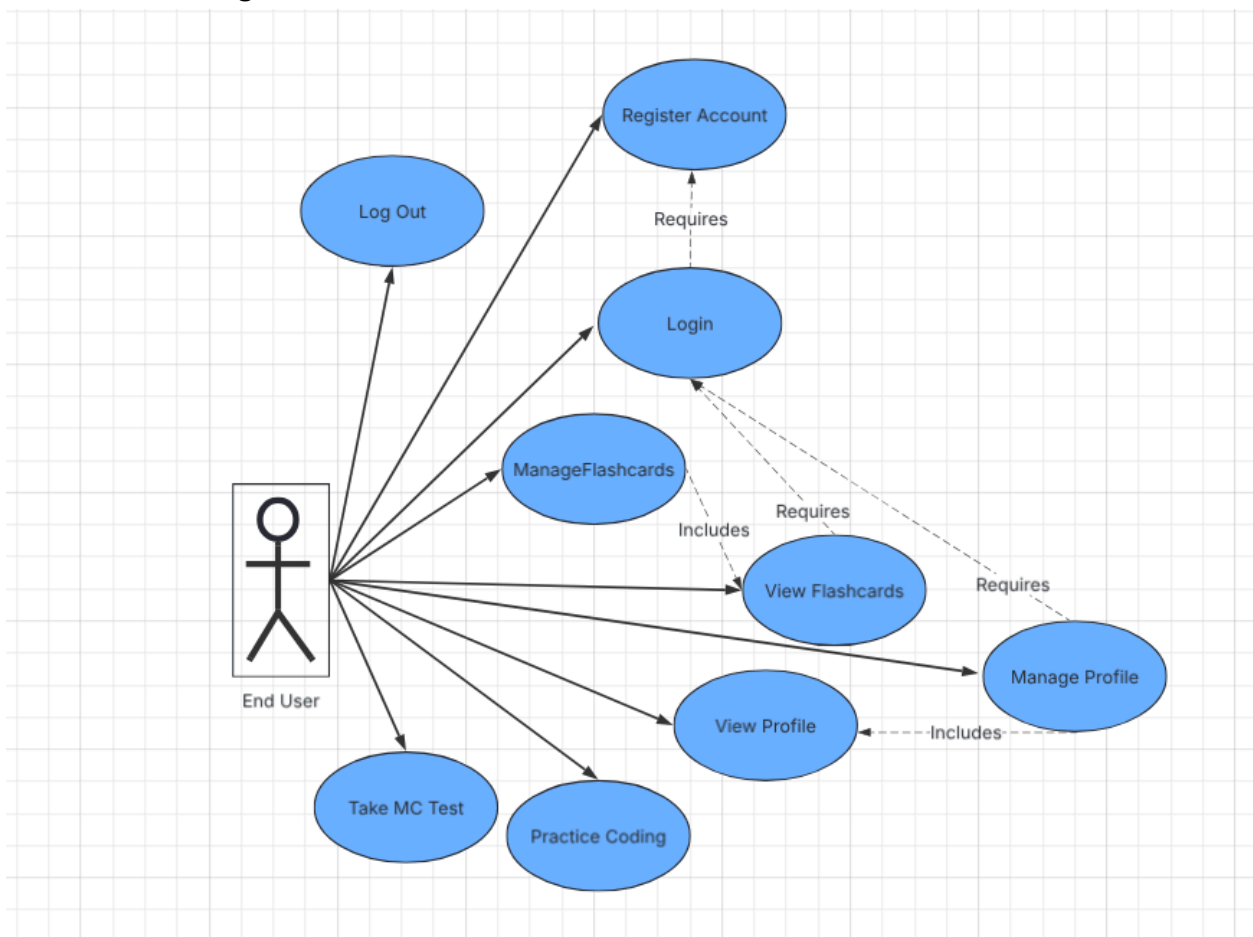 Register Account
Log Out
Requires
Login
ManageFlashcards
Requires
Includes
Requires
View Flashcards
Manage Profile
End User
View Profile
Includes
Take MC Test
Practice Coding